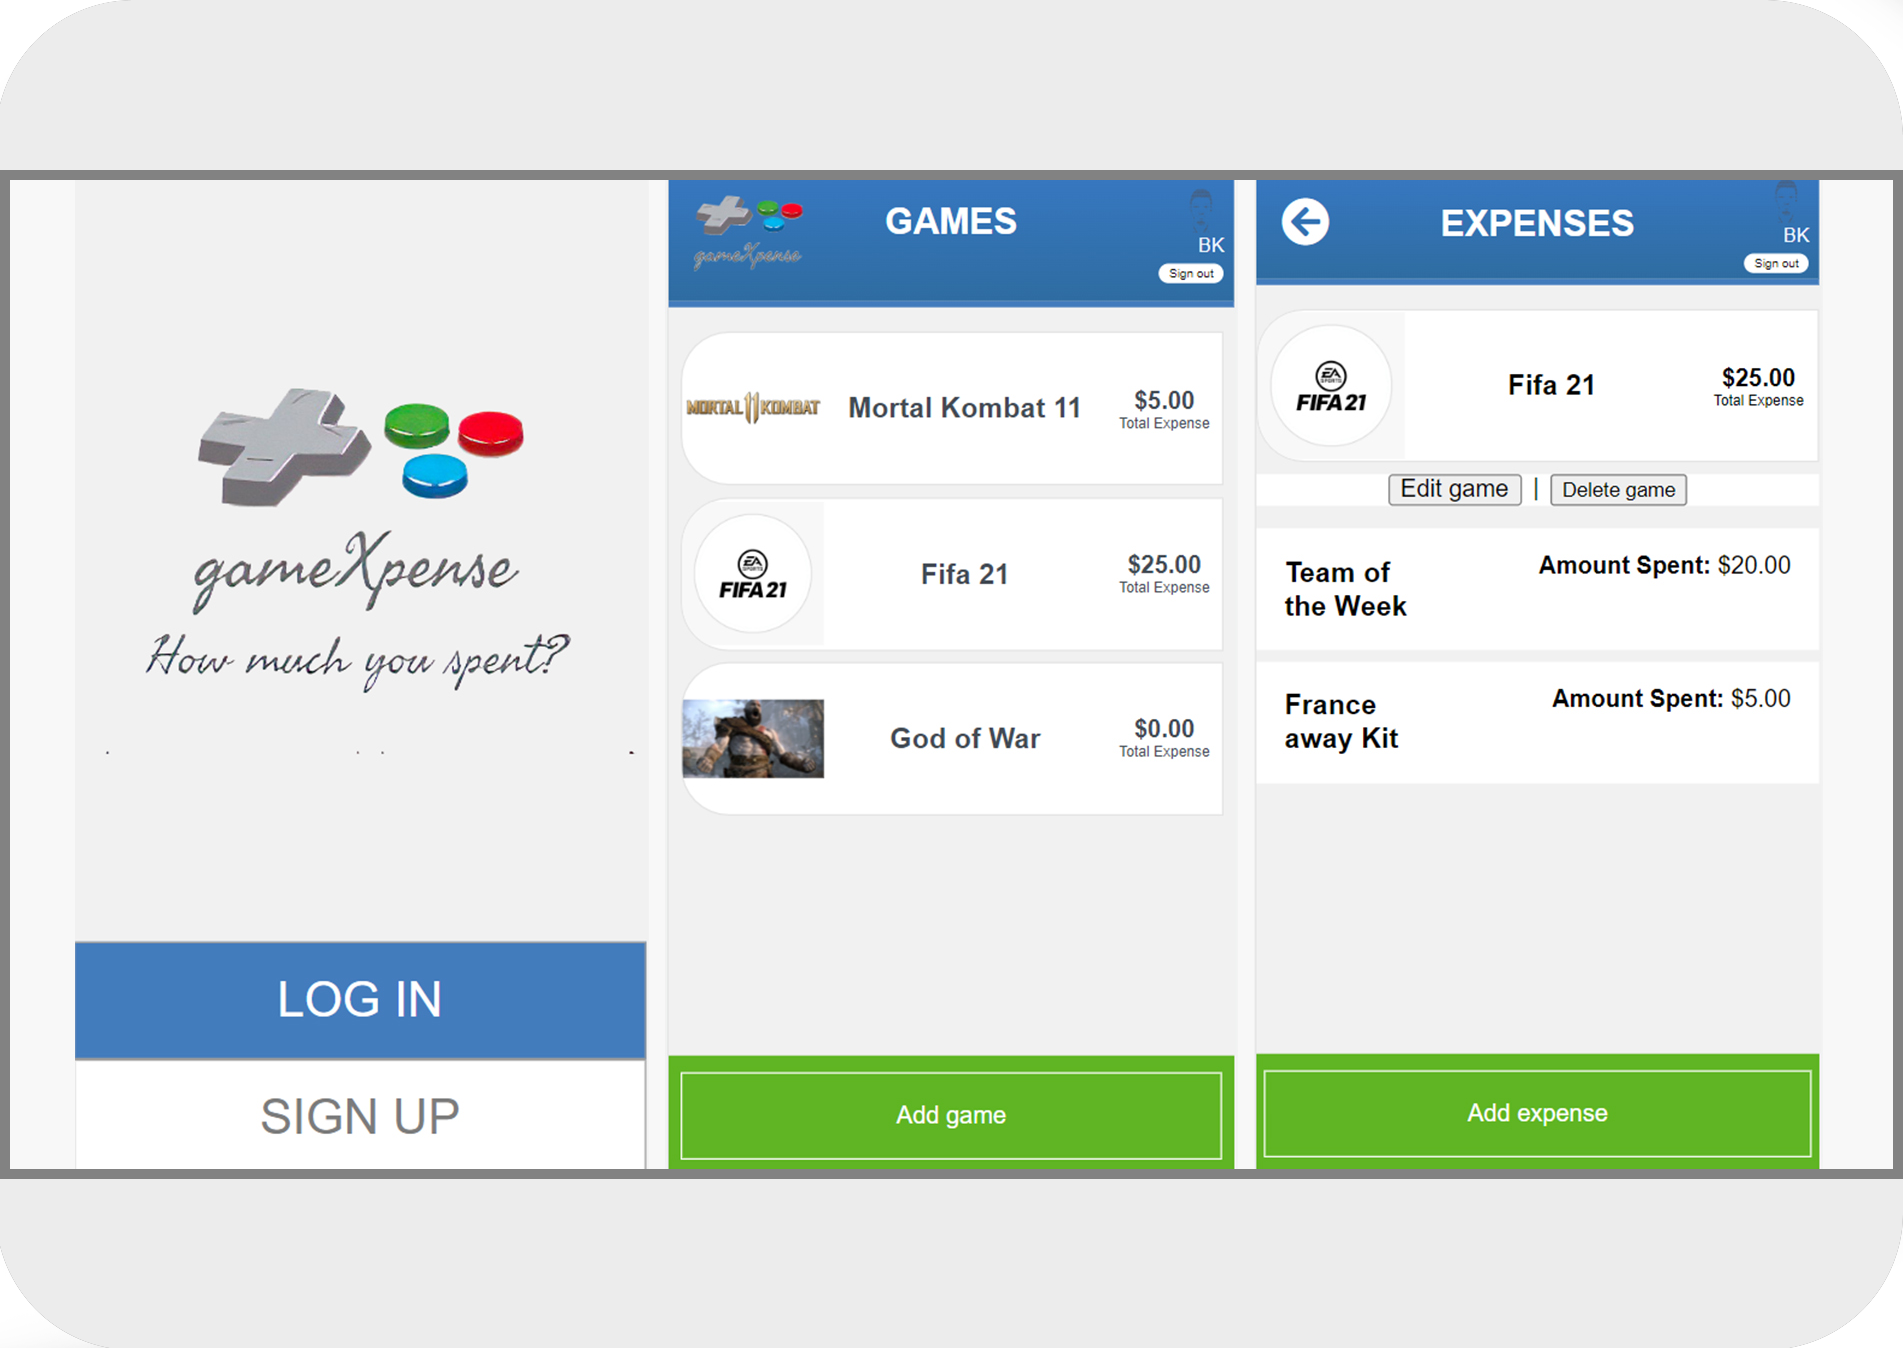 gameXpense
How much you spent?
LOG IN
SIGN UP
gameXpense
GAMES
BK
Sign out
MORTAL 11 KOMBAT
Mortal Kombat 11
$5.00
Total Expense
EA
SPORTS
FIFA 21
Fifa 21
$25.00
Total Expense
God of War
$0.00
Total Expense
Add game
EXPENSES
BK
Sign out
EA
SPORTS
FIFA 21
Fifa 21
$25.00
Total Expense
Edit game | Delete game
Team of
the Week
Amount Spent: $20.00
France
away Kit
Amount Spent: $5.00
Add expense